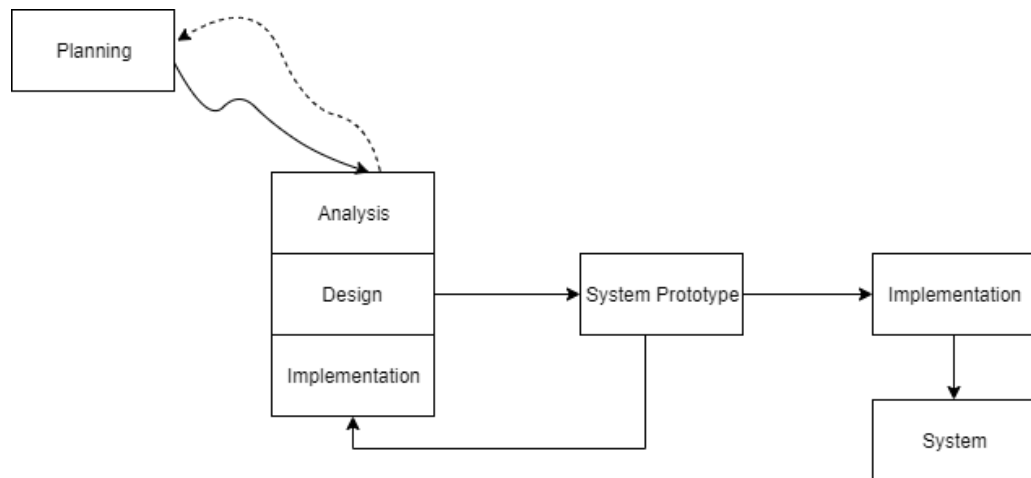 Planning
Analysis
Design
Implementation
System Prototype
Implementation
System